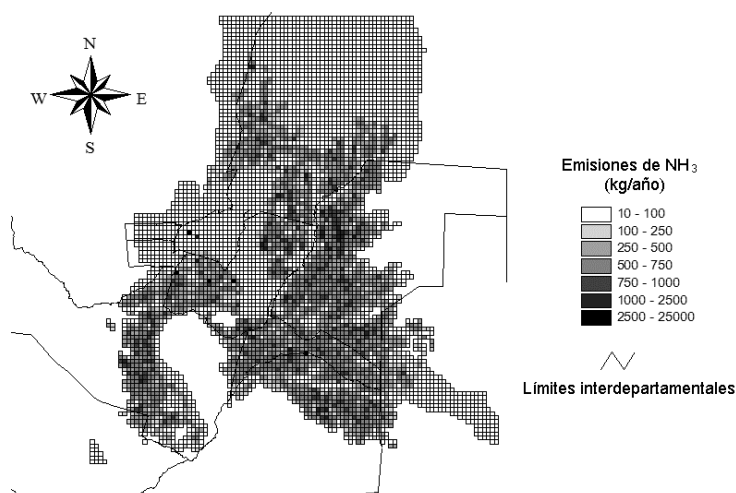 N
W E
S
Emisiones de NH₃
(kg/año)
10 - 100
100 - 250
250 - 500
500 - 750
750 - 1000
1000 - 2500
2500 - 25000
Límites interdepartamentales